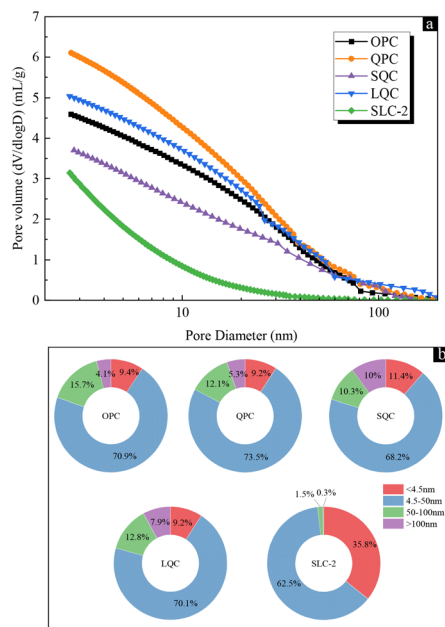 a
Pore volume (dV/dlogD) (mL/g)
7
6
5
4
3
2
1
0
OPC
QPC
SQC
LQC
SLC-2
10
100
Pore Diameter (nm)
b
4.1%
9.4%
15.7%
OPC
70.9%
5.3%
9.2%
12.1%
QPC
73.5%
10%
11.4%
10.3%
SQC
68.2%
7.9%
9.2%
12.8%
LQC
70.1%
1.5%
0.3%
35.8%
SLC-2
62.5%
<4.5nm
4.5-50nm
50-100nm
>100nm